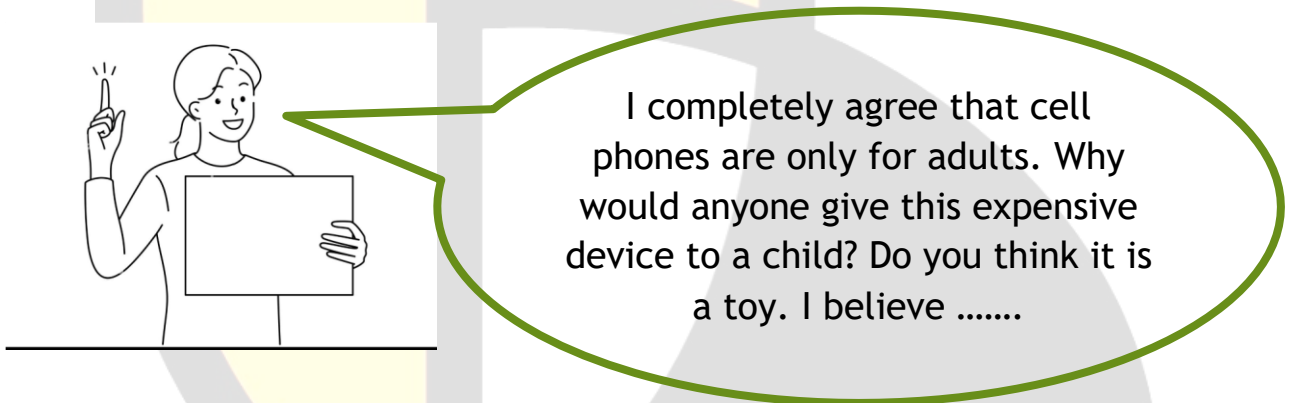 I completely agree that cell
phones are only for adults. Why
would anyone give this expensive
device to a child? Do you think it is
a toy. I believe …….